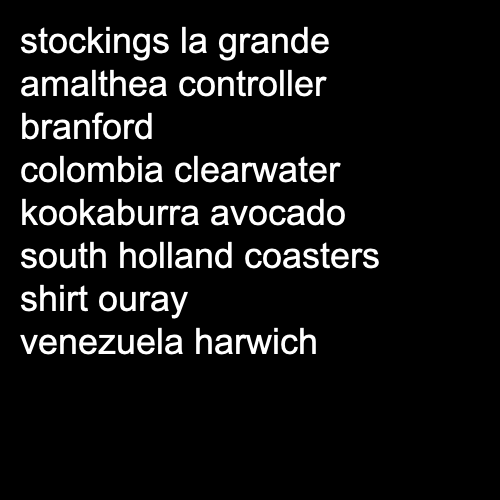 stockings la grande
amalthea controller
branford
colombia clearwater
kookaburra avocado
south holland coasters
shirt ouray
venezuela harwich